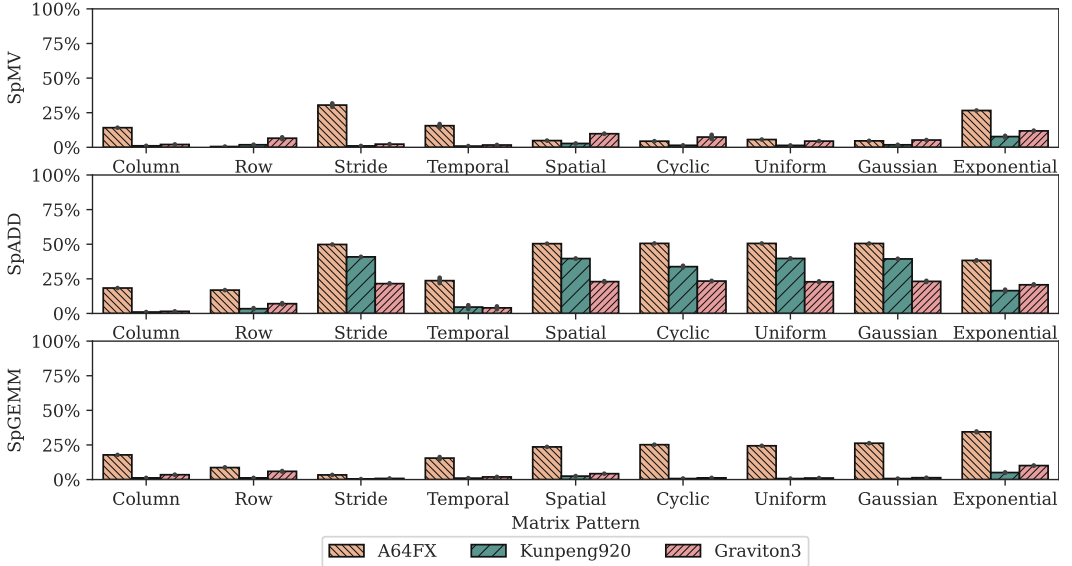 SpMV
100%
75%
50%
25%
0%
Column Row Stride Temporal Spatial Cyclic Uniform Gaussian Exponential
SpADD
100%
75%
50%
25%
0%
Column Row Stride Temporal Spatial Cyclic Uniform Gaussian Exponential
SpGEMM
100%
75%
50%
25%
0%
Column Row Stride Temporal Spatial Cyclic Uniform Gaussian Exponential
Matrix Pattern
A64FX Kunpeng920 Graviton3